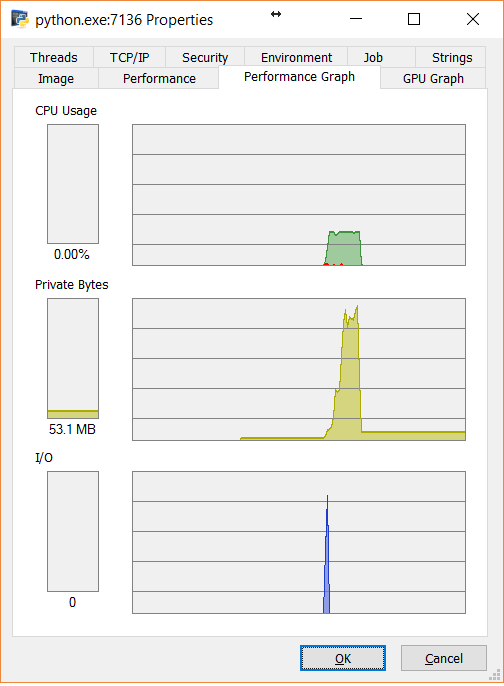 python.exe:7136 Properties
Threads TCP/IP Security Environment Job Strings
Image Performance Performance Graph GPU Graph
CPU Usage
0.00%
Private Bytes
53.1 MB
I/O
0
OK Cancel